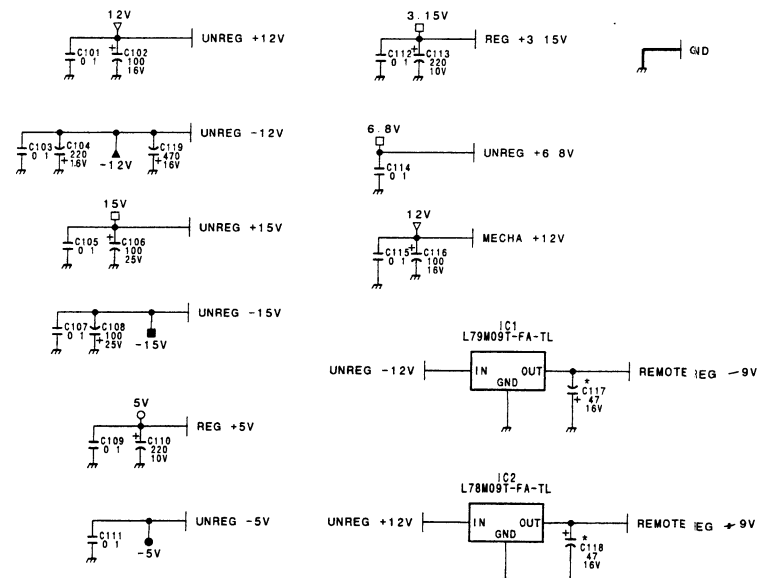 12V
UNREG +12V
C101
0 1
C102
100
16V
3.15V
REG +3 15V
C112
0 1
C113
220
10V
GND
UNREG -12V
C103
0 1
C104
220
16V
-12V
C119
470
16V
6.8V
UNREG +6 8V
C114
0 1
15V
UNREG +15V
C105
0 1
C106
100
25V
12V
MECHA +12V
C115
0 1
C116
100
16V
UNREG -15V
C107
0 1
C108
100
25V
-15V
IC1
L79M09T-FA-TL
UNREG -12V
IN OUT
GND
REMOTE REG -9V
*
C117
47
16V
5V
REG +5V
C109
0 1
C110
220
10V
IC2
L78M09T-FA-TL
UNREG +12V
IN OUT
GND
REMOTE REG +9V
*
C118
47
16V
UNREG -5V
C111
0 1
-5V